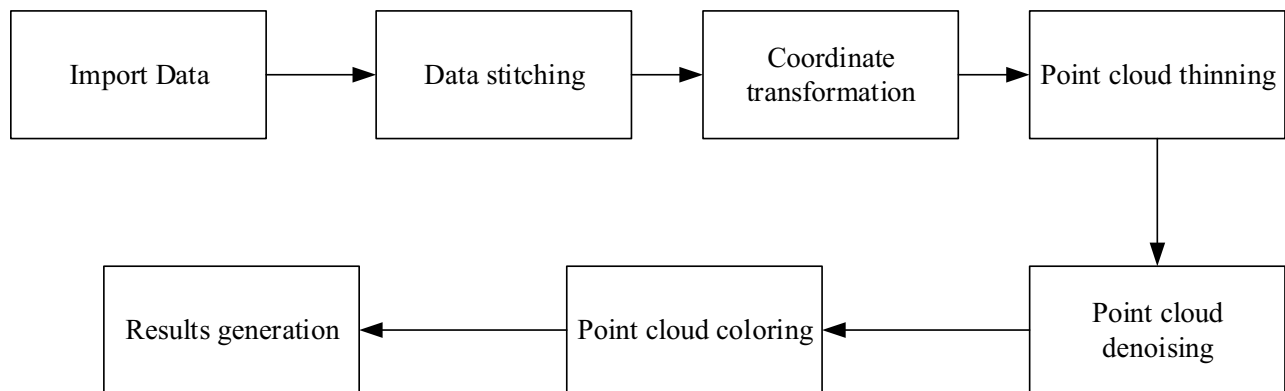 Import Data
Data stitching
Coordinate
transformation
Point cloud thinning
Point cloud
denoising
Point cloud coloring
Results generation